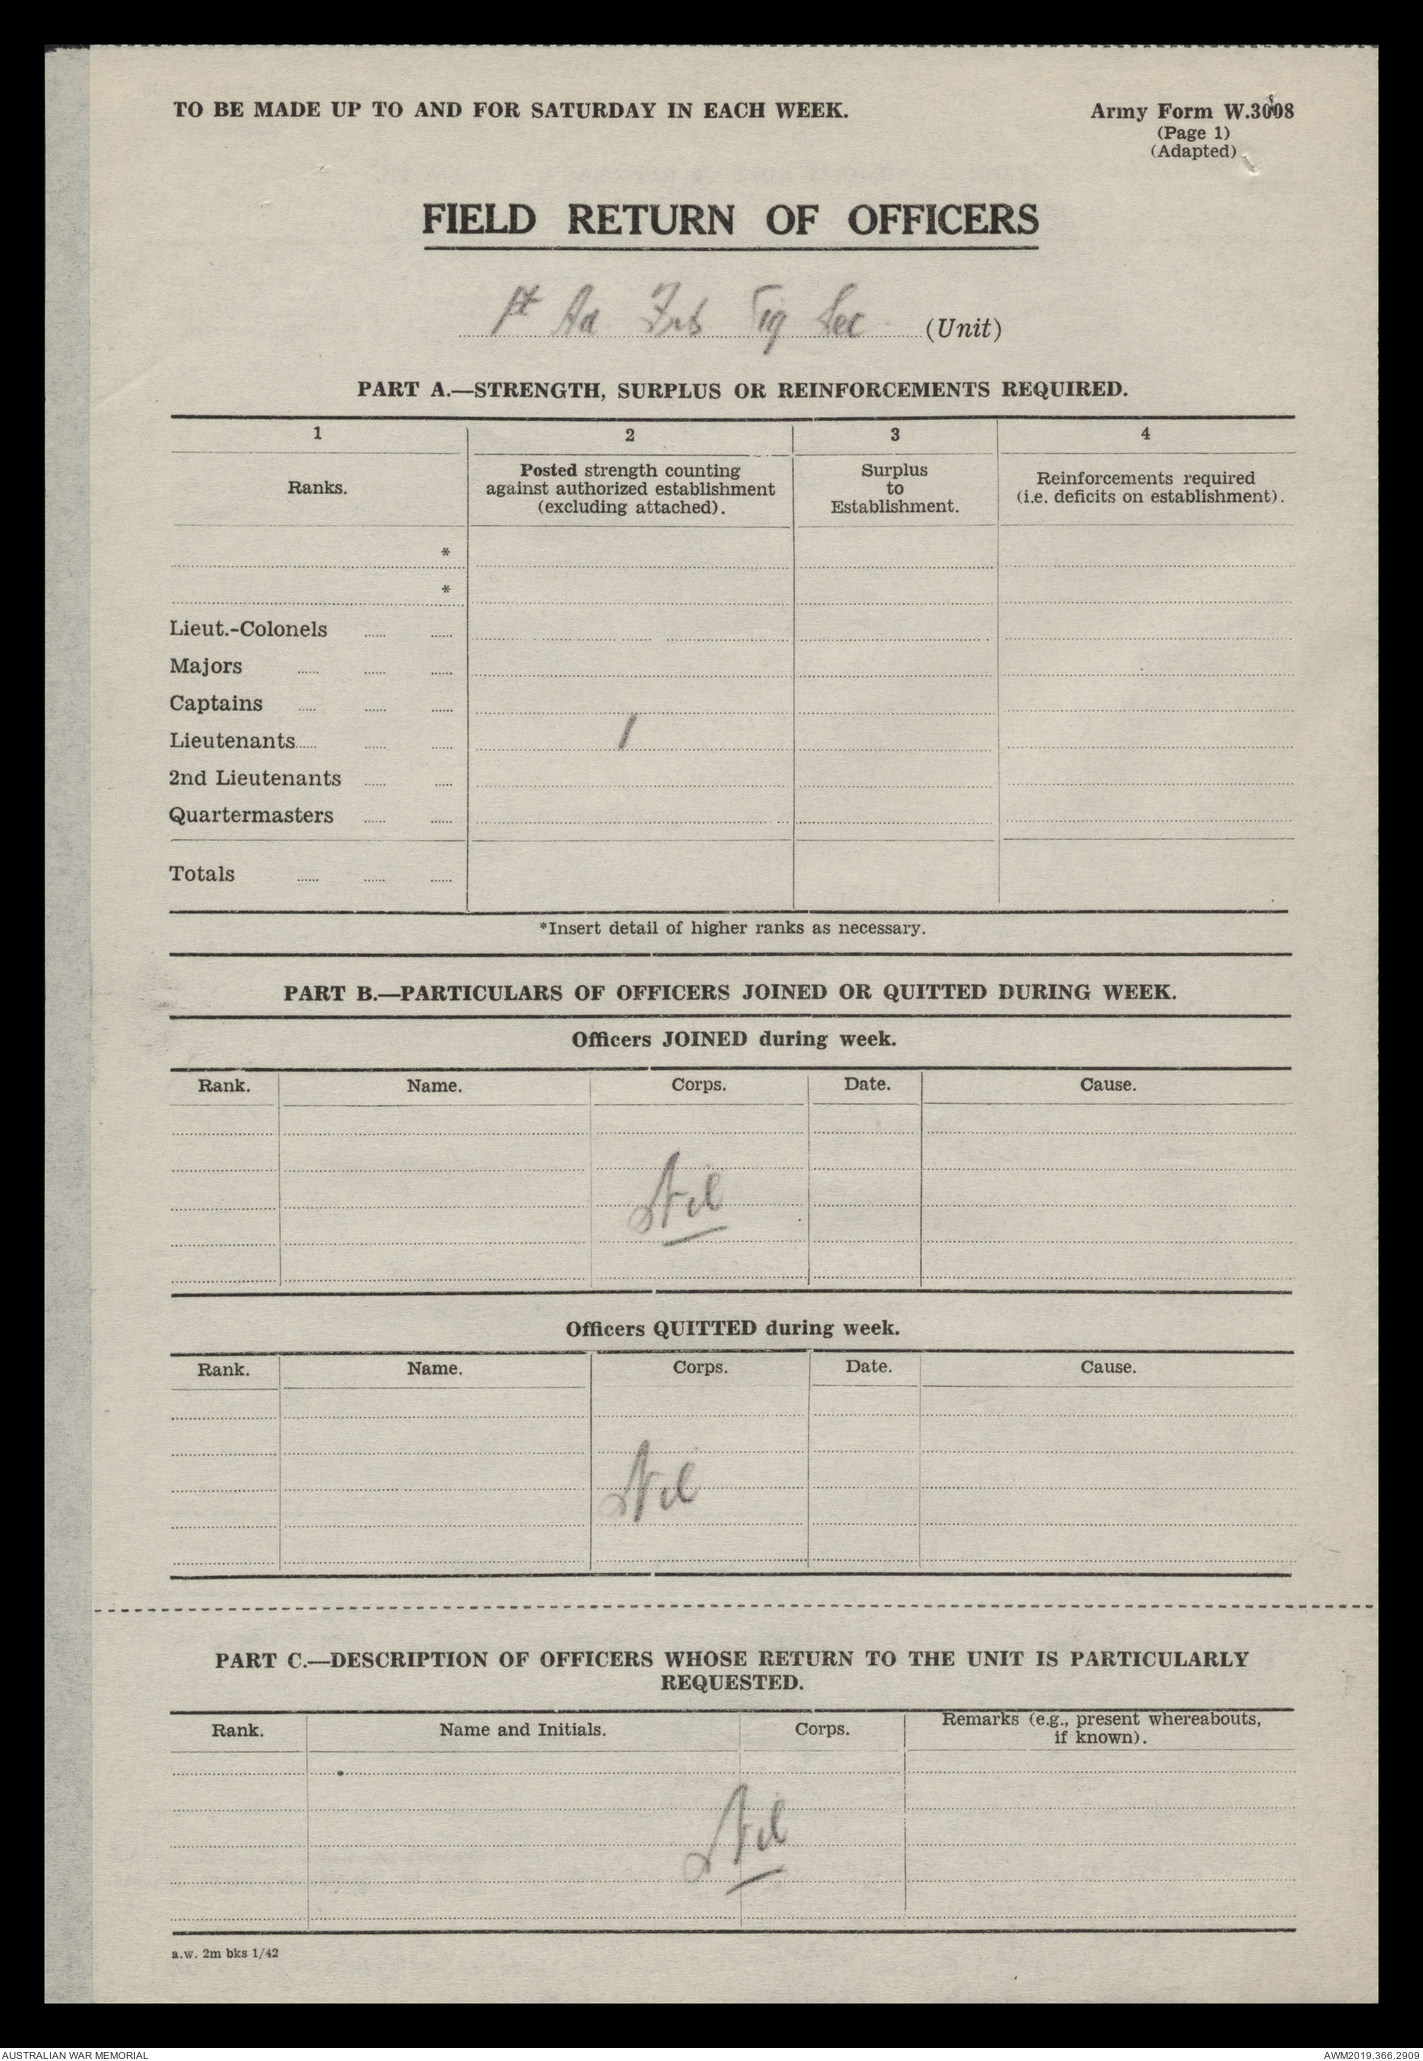 TO BE MADE UP TO AND FOR SATURDAY IN EACH WEEK.
Army Form W.3008
(Page 1)
(Adapted)
FIELD RETURN OF OFFICERS
Sig Sec (Unit)
PART A.—STRENGTH, SURPLUS OR REINFORCEMENTS REQUIRED.
1 2 3 4
Ranks.
Posted strength counting
against authorized establishment
(excluding attached).
Surplus
to
Establishment.
Reinforcements required
(i.e. deficits on establishment).
*
*
Lieut.-Colonels
Majors
Captains
Lieutenants 1
2nd Lieutenants
Quartermasters
Totals
*Insert detail of higher ranks as necessary.
PART B.—PARTICULARS OF OFFICERS JOINED OR QUITTED DURING WEEK.
Officers JOINED during week.
Rank. Name. Corps. Date. Cause.
Nil
Officers QUITTED during week.
Rank. Name. Corps. Date. Cause.
Nil
PART C.—DESCRIPTION OF OFFICERS WHOSE RETURN TO THE UNIT IS PARTICULARLY
REQUESTED.
Rank. Name and Initials. Corps.
Remarks (e.g., present whereabouts,
if known).
Nil
a.w. 2m bks 1/42
AUSTRALIAN WAR MEMORIAL
AWM2019.366.2909